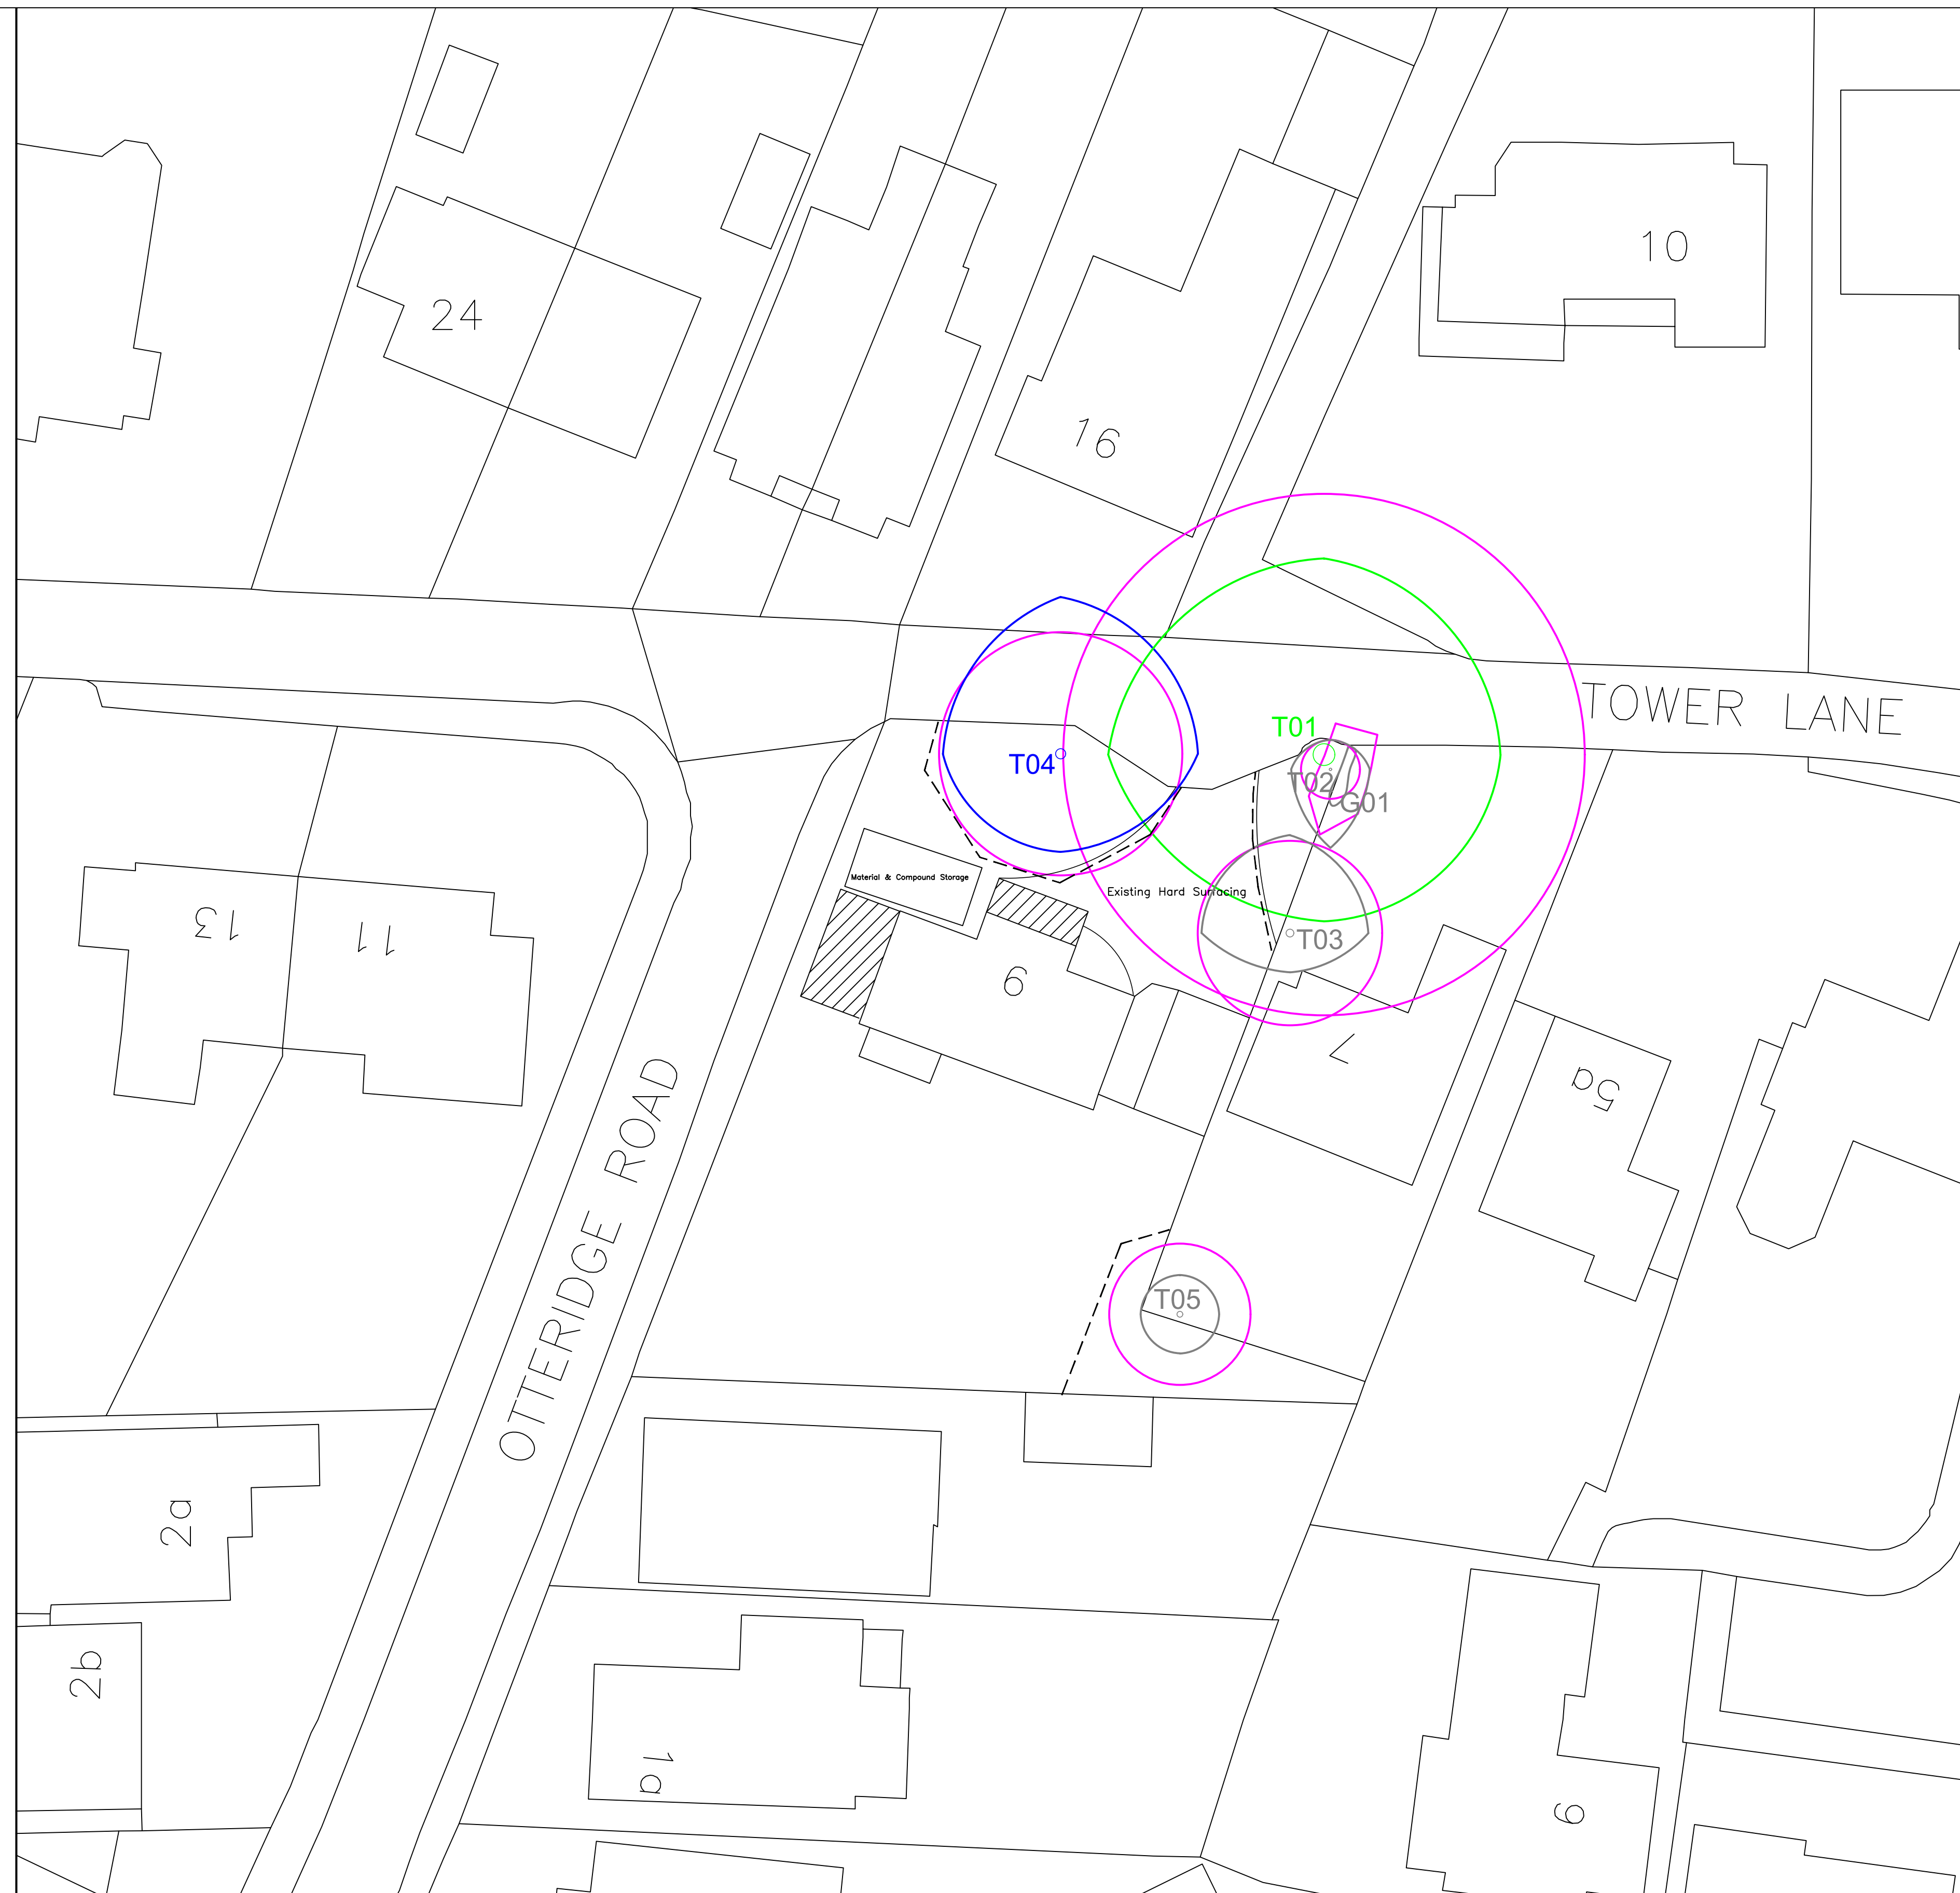 24
10
16
TOWER LANE
T01
T04
T02
G01
Material & Compound Storage
Existing Hard Surfacing
13
11
T03
9
7
5a
OTTERIDGE ROAD
T05
2a
2b
1a